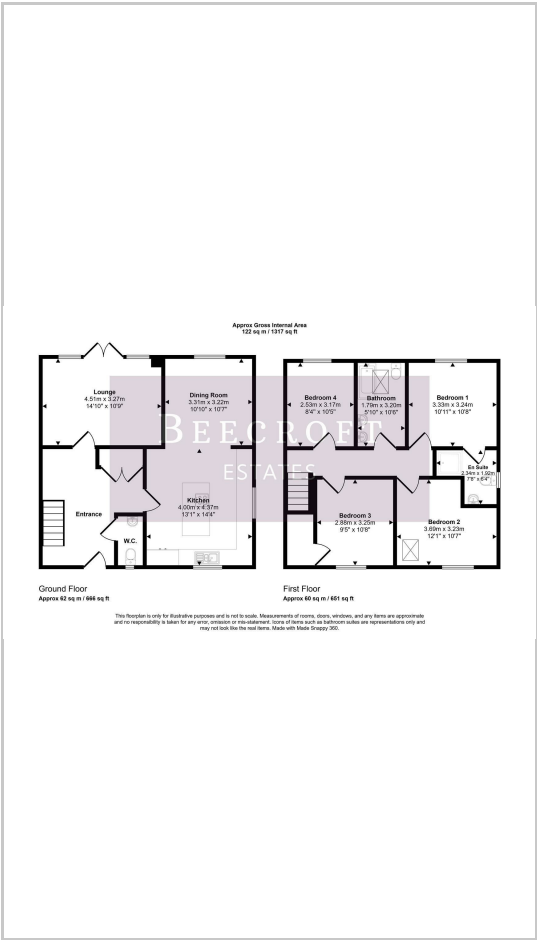 Approx Gross Internal Area
122 sq m / 1317 sq ft
Lounge
4.51m x 3.27m
14'10" x 10'9"
Dining Room
3.31m x 3.22m
10'10" x 10'7"
Kitchen
4.00m x 4.37m
13'1" x 14'4"
Entrance
W.C.
Bedroom 4
2.53m x 3.17m
8'4" x 10'5"
Bathroom
1.79m x 3.20m
5'10" x 10'6"
Bedroom 1
3.33m x 3.24m
10'11" x 10'8"
En Suite
2.34m x 1.92m
7'8" x 6'4"
Bedroom 3
2.88m x 3.25m
9'5" x 10'8"
Bedroom 2
3.69m x 3.23m
12'1" x 10'7"
BEECROFT
ESTATES
Ground Floor
Approx 62 sq m / 666 sq ft
First Floor
Approx 60 sq m / 651 sq ft
This floorplan is only for illustrative purposes and is not to scale. Measurements of rooms, doors, windows, and any items are approximate
and no responsibility is taken for any error, omission or mis-statement. Icons of items such as bathroom suites are representations only and
may not look like the real items. Made with Made Snappy 360.